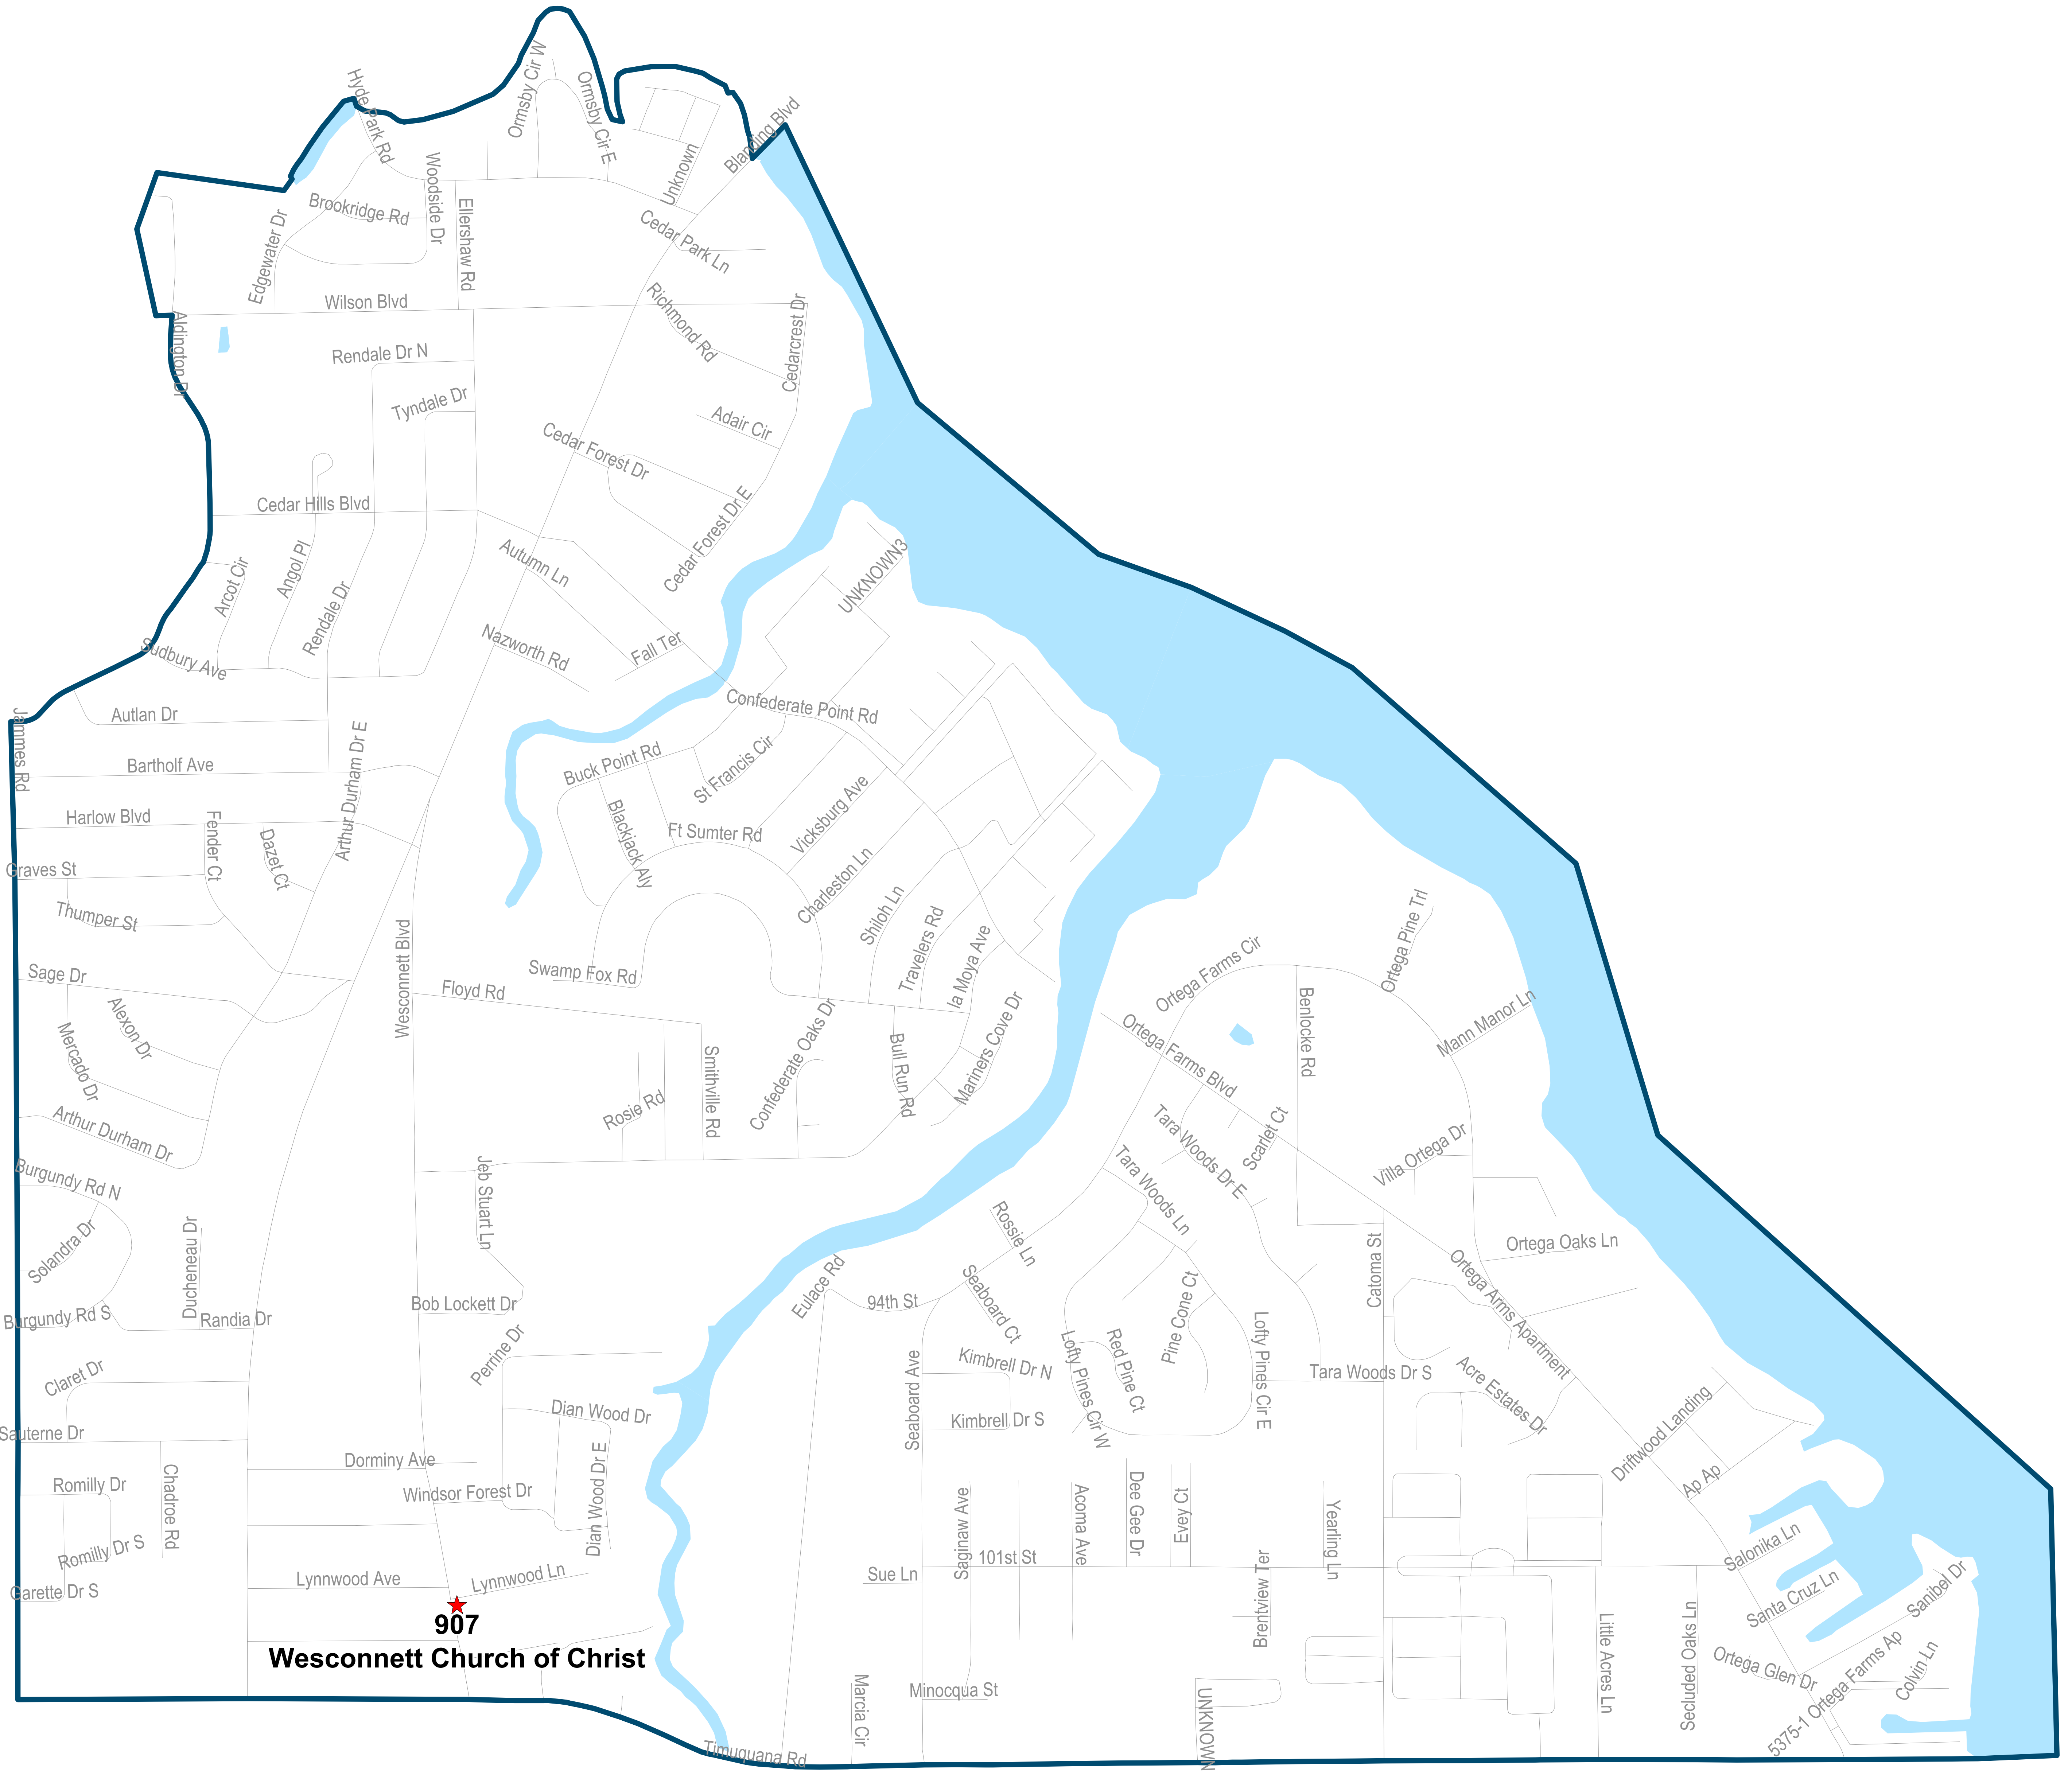 Hyde Park Rd
Ormsby Cir W
Ormsby Cir E
Blanding Blvd
Unknown
Woodside Dr
Brookridge Rd
Ellershaw Rd
Edgewater Dr
Cedar Park Ln
Wilson Blvd
Aldington Dr
Richmond Rd
Cedarcrest Dr
Rendale Dr N
Tyndale Dr
Adair Cir
Cedar Forest Dr
Cedar Hills Blvd
Cedar Forest Dr E
Autumn Ln
Arcot Cir
Angol Pl
Rendale Dr
UNKNOWN3
Sudbury Ave
Nazworth Rd
Fall Ter
Autlan Dr
Jammes Rd
Confederate Point Rd
Arthur Durham Dr E
Bartholf Ave
Buck Point Rd
St Francis Cir
Harlow Blvd
Fender Ct
Dazet Ct
Blackjack Aly
Ft Sumter Rd
Vicksburg Ave
Graves St
Charleston Ln
Thumper St
Shiloh Ln
Travelers Rd
la Moya Ave
Ortega Pine Trl
Wesconnett Blvd
Sage Dr
Swamp Fox Rd
Floyd Rd
Ortega Farms Cir
Alexon Dr
Mercado Dr
Confederate Oaks Dr
Mariners Cove Dr
Benlocke Rd
Mann Manor Ln
Ortega Farms Blvd
Bull Run Rd
Smithville Rd
Rosie Rd
Arthur Durham Dr
Tara Woods Dr E
Scarlet Ct
Villa Ortega Dr
Burgundy Rd N
Jeb Stuart Ln
Tara Woods Ln
Solandra Dr
Ducheneau Dr
Rossie Ln
Catoma St
Ortega Oaks Ln
Burgundy Rd S
Randia Dr
Bob Lockett Dr
Eulace Rd
94th St
Seaboard Ct
Pine Cone Ct
Ortega Arms Apartment
Claret Dr
Perrine Dr
Seaboard Ave
Kimbrell Dr N
Lofty Pines Cir W
Red Pine Ct
Lofty Pines Cir E
Tara Woods Dr S
Acre Estates Dr
Sauterne Dr
Dian Wood Dr
Kimbrell Dr S
Driftwood Landing
Dorminy Ave
Romilly Dr
Chadroe Rd
Windsor Forest Dr
Dian Wood Dr E
Saginaw Ave
Acoma Ave
Dee Gee Dr
Evey Ct
Yearling Ln
Ap Ap
Romilly Dr S
101st St
Salonika Ln
Garette Dr S
Lynnwood Ave
Lynnwood Ln
Sue Ln
Brentview Ter
Santa Cruz Ln
Sanibel Dr
907
Wesconnett Church of Christ
Little Acres Ln
Secluded Oaks Ln
Ortega Glen Dr
5375-1 Ortega Farms Ap
Colvin Ln
Marcia Cir
Minocqua St
UNKNOWN
Timuquana Rd